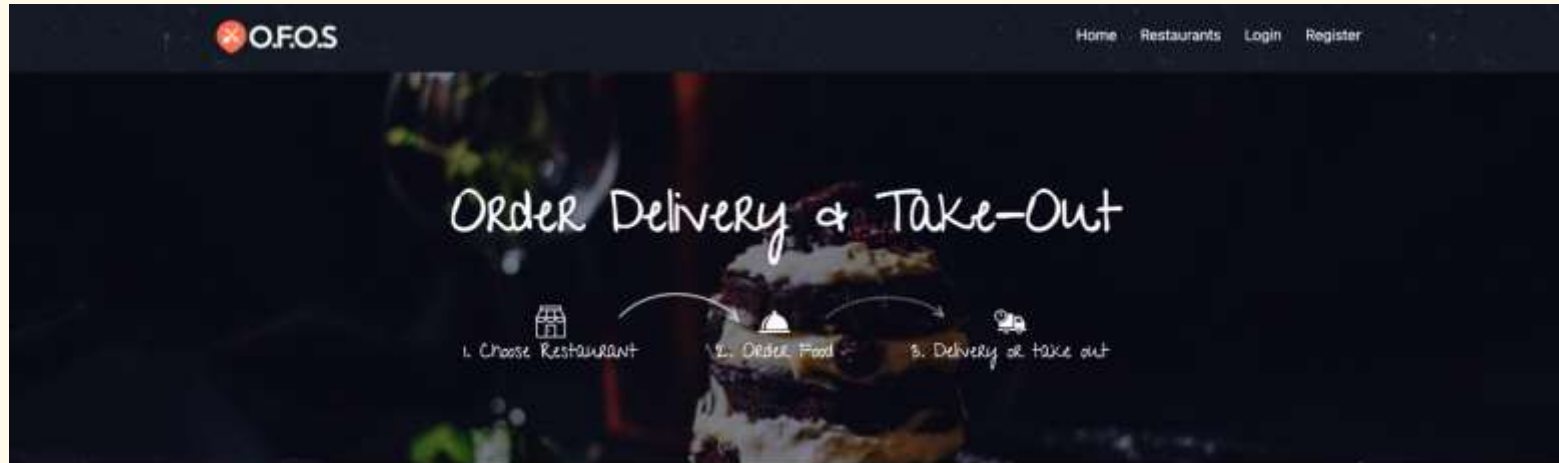 O.F.O.S
Home Restaurants Login Register
Order Delivery & Take-Out
1. Choose Restaurant
2. Order Food
3. Delivery or take out